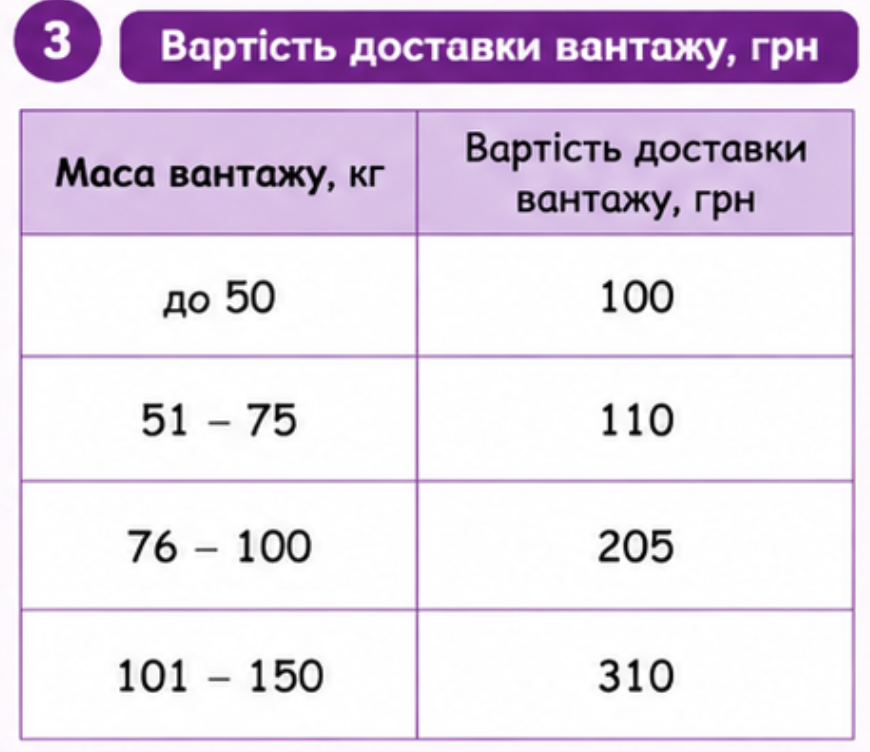 3
Вартість доставки вантажу, грн
Маса вантажу, кг
Вартість доставки
вантажу, грн
до 50
100
51 – 75
110
76 – 100
205
101 – 150
310